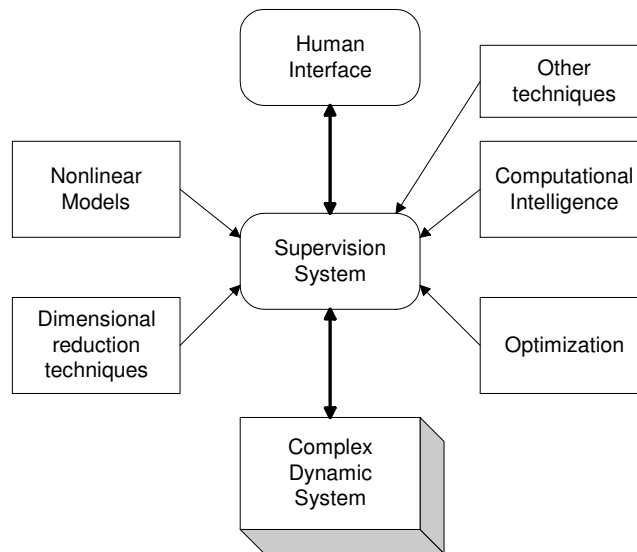 Human
Interface
Other
techniques
Nonlinear
Models
Computational
Intelligence
Supervision
System
Dimensional
reduction
techniques
Optimization
Complex
Dynamic
System